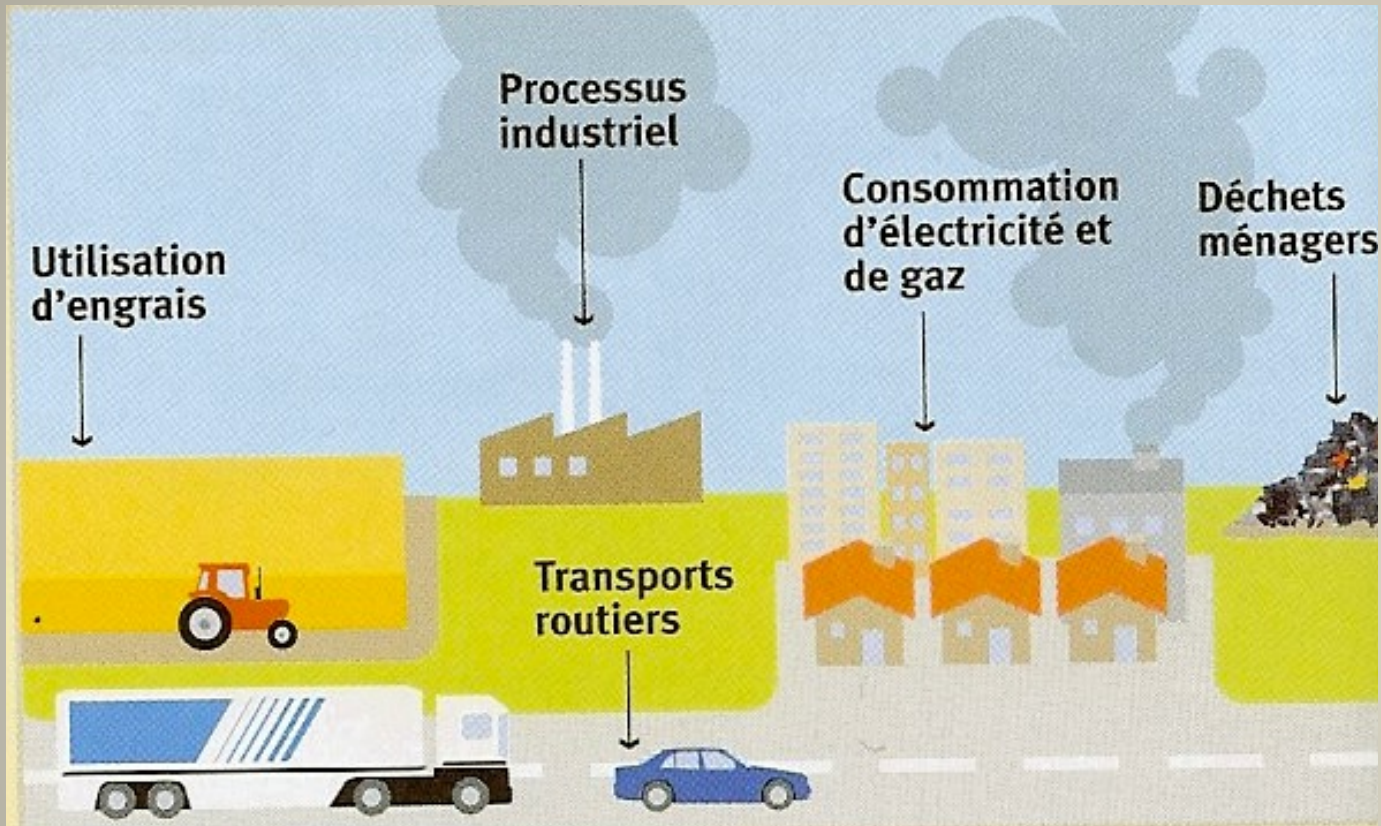 Processus
industriel
Consommation
d'électricité et
de gaz
Déchets
ménagers
Utilisation
d'engrais
Transports
routiers